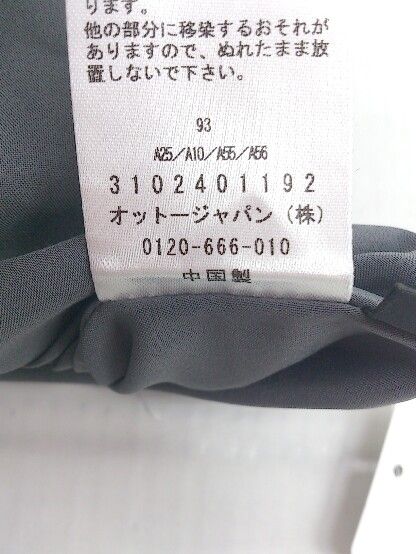 ります。
他の部分に移染するおそれが
ありますので、ぬれたまま放
置しないで下さい。
93
A25/A10/A55/A56
3102401192
オットージャパン（株）
0120-666-010
中国製